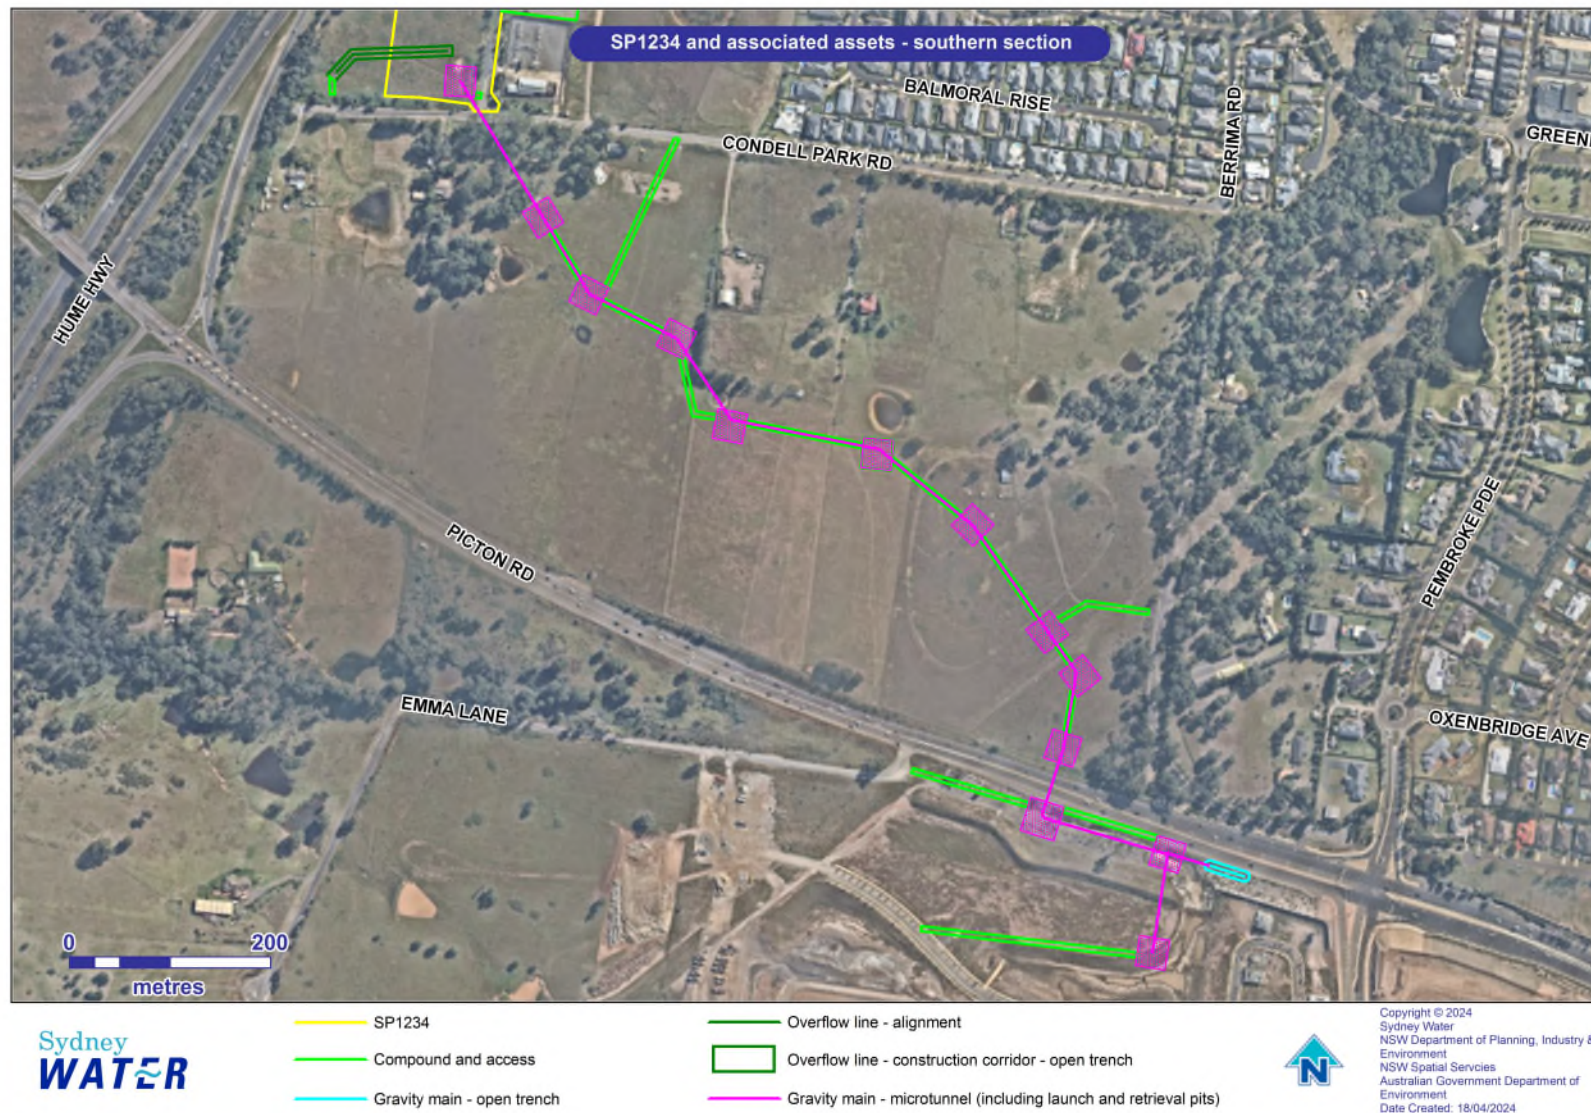 SP1234 and associated assets - southern section
BALMORAL RISE
BERRIMA RD
CONDELL PARK RD
HUME HWY
PICTON RD
PEMBROKE PDE
EMMA LANE
OXENBRIDGE AVE
0 200
metres
Sydney
WATER
SP1234
Compound and access
Gravity main - open trench
Overflow line - alignment
Overflow line - construction corridor - open trench
Gravity main - microtunnel (including launch and retrieval pits)
N
Copyright © 2024
Sydney Water
NSW Department of Planning, Industry &
Environment
NSW Spatial Servcies
Australian Government Department of
Environment
Date Created: 18/04/2024